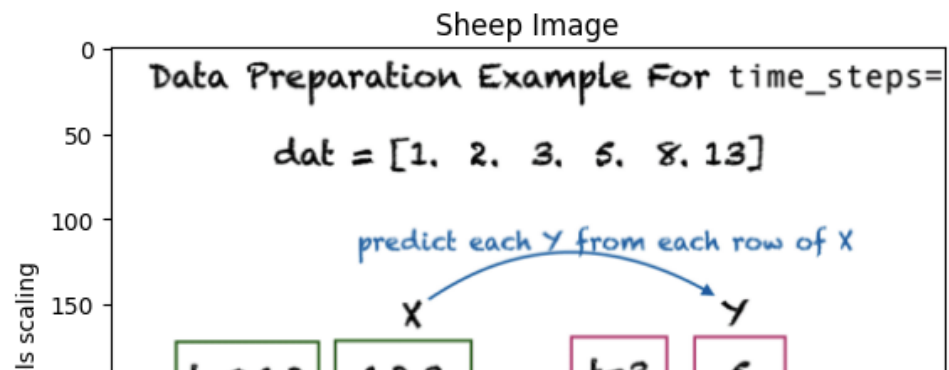 Sheep Image
0
Data Preparation Example For time_steps=
50
dat = [1. 2. 3. 5. 8. 13]
100
predict each Y from each row of X
150
X Y
ls scaling